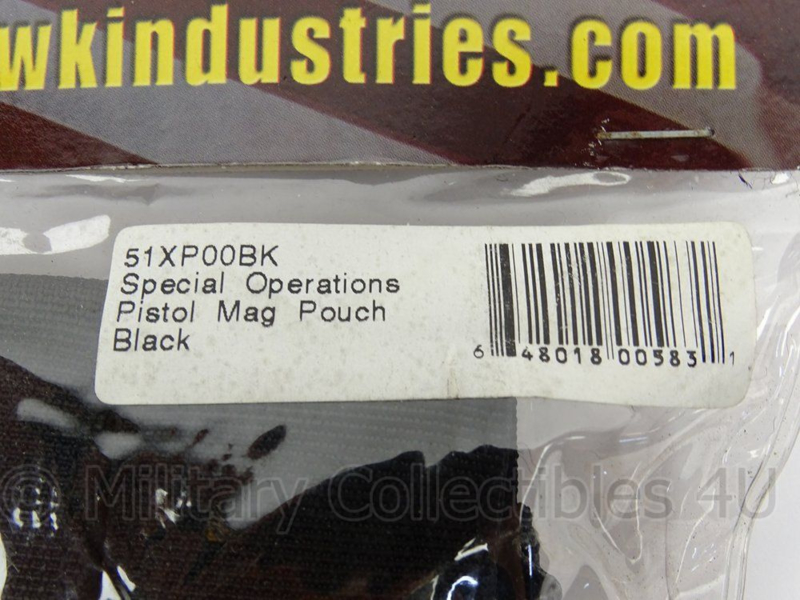 wkindustries.com
51XP00BK
Special Operations
Pistol Mag Pouch
Black
6 48018 00583 1
© Military Collectibles 4U